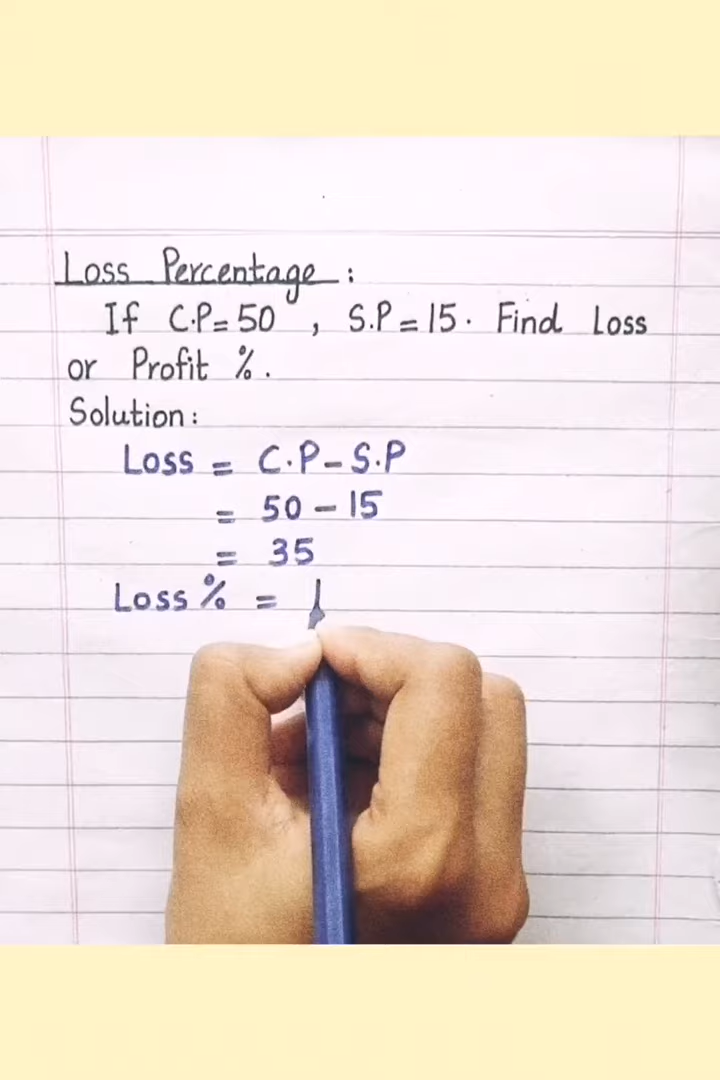 Loss Percentage :
If C.P = 50 , S.P = 15. Find Loss
or Profit %.
Solution:
Loss = C.P - S.P
= 50 - 15
= 35
Loss % =